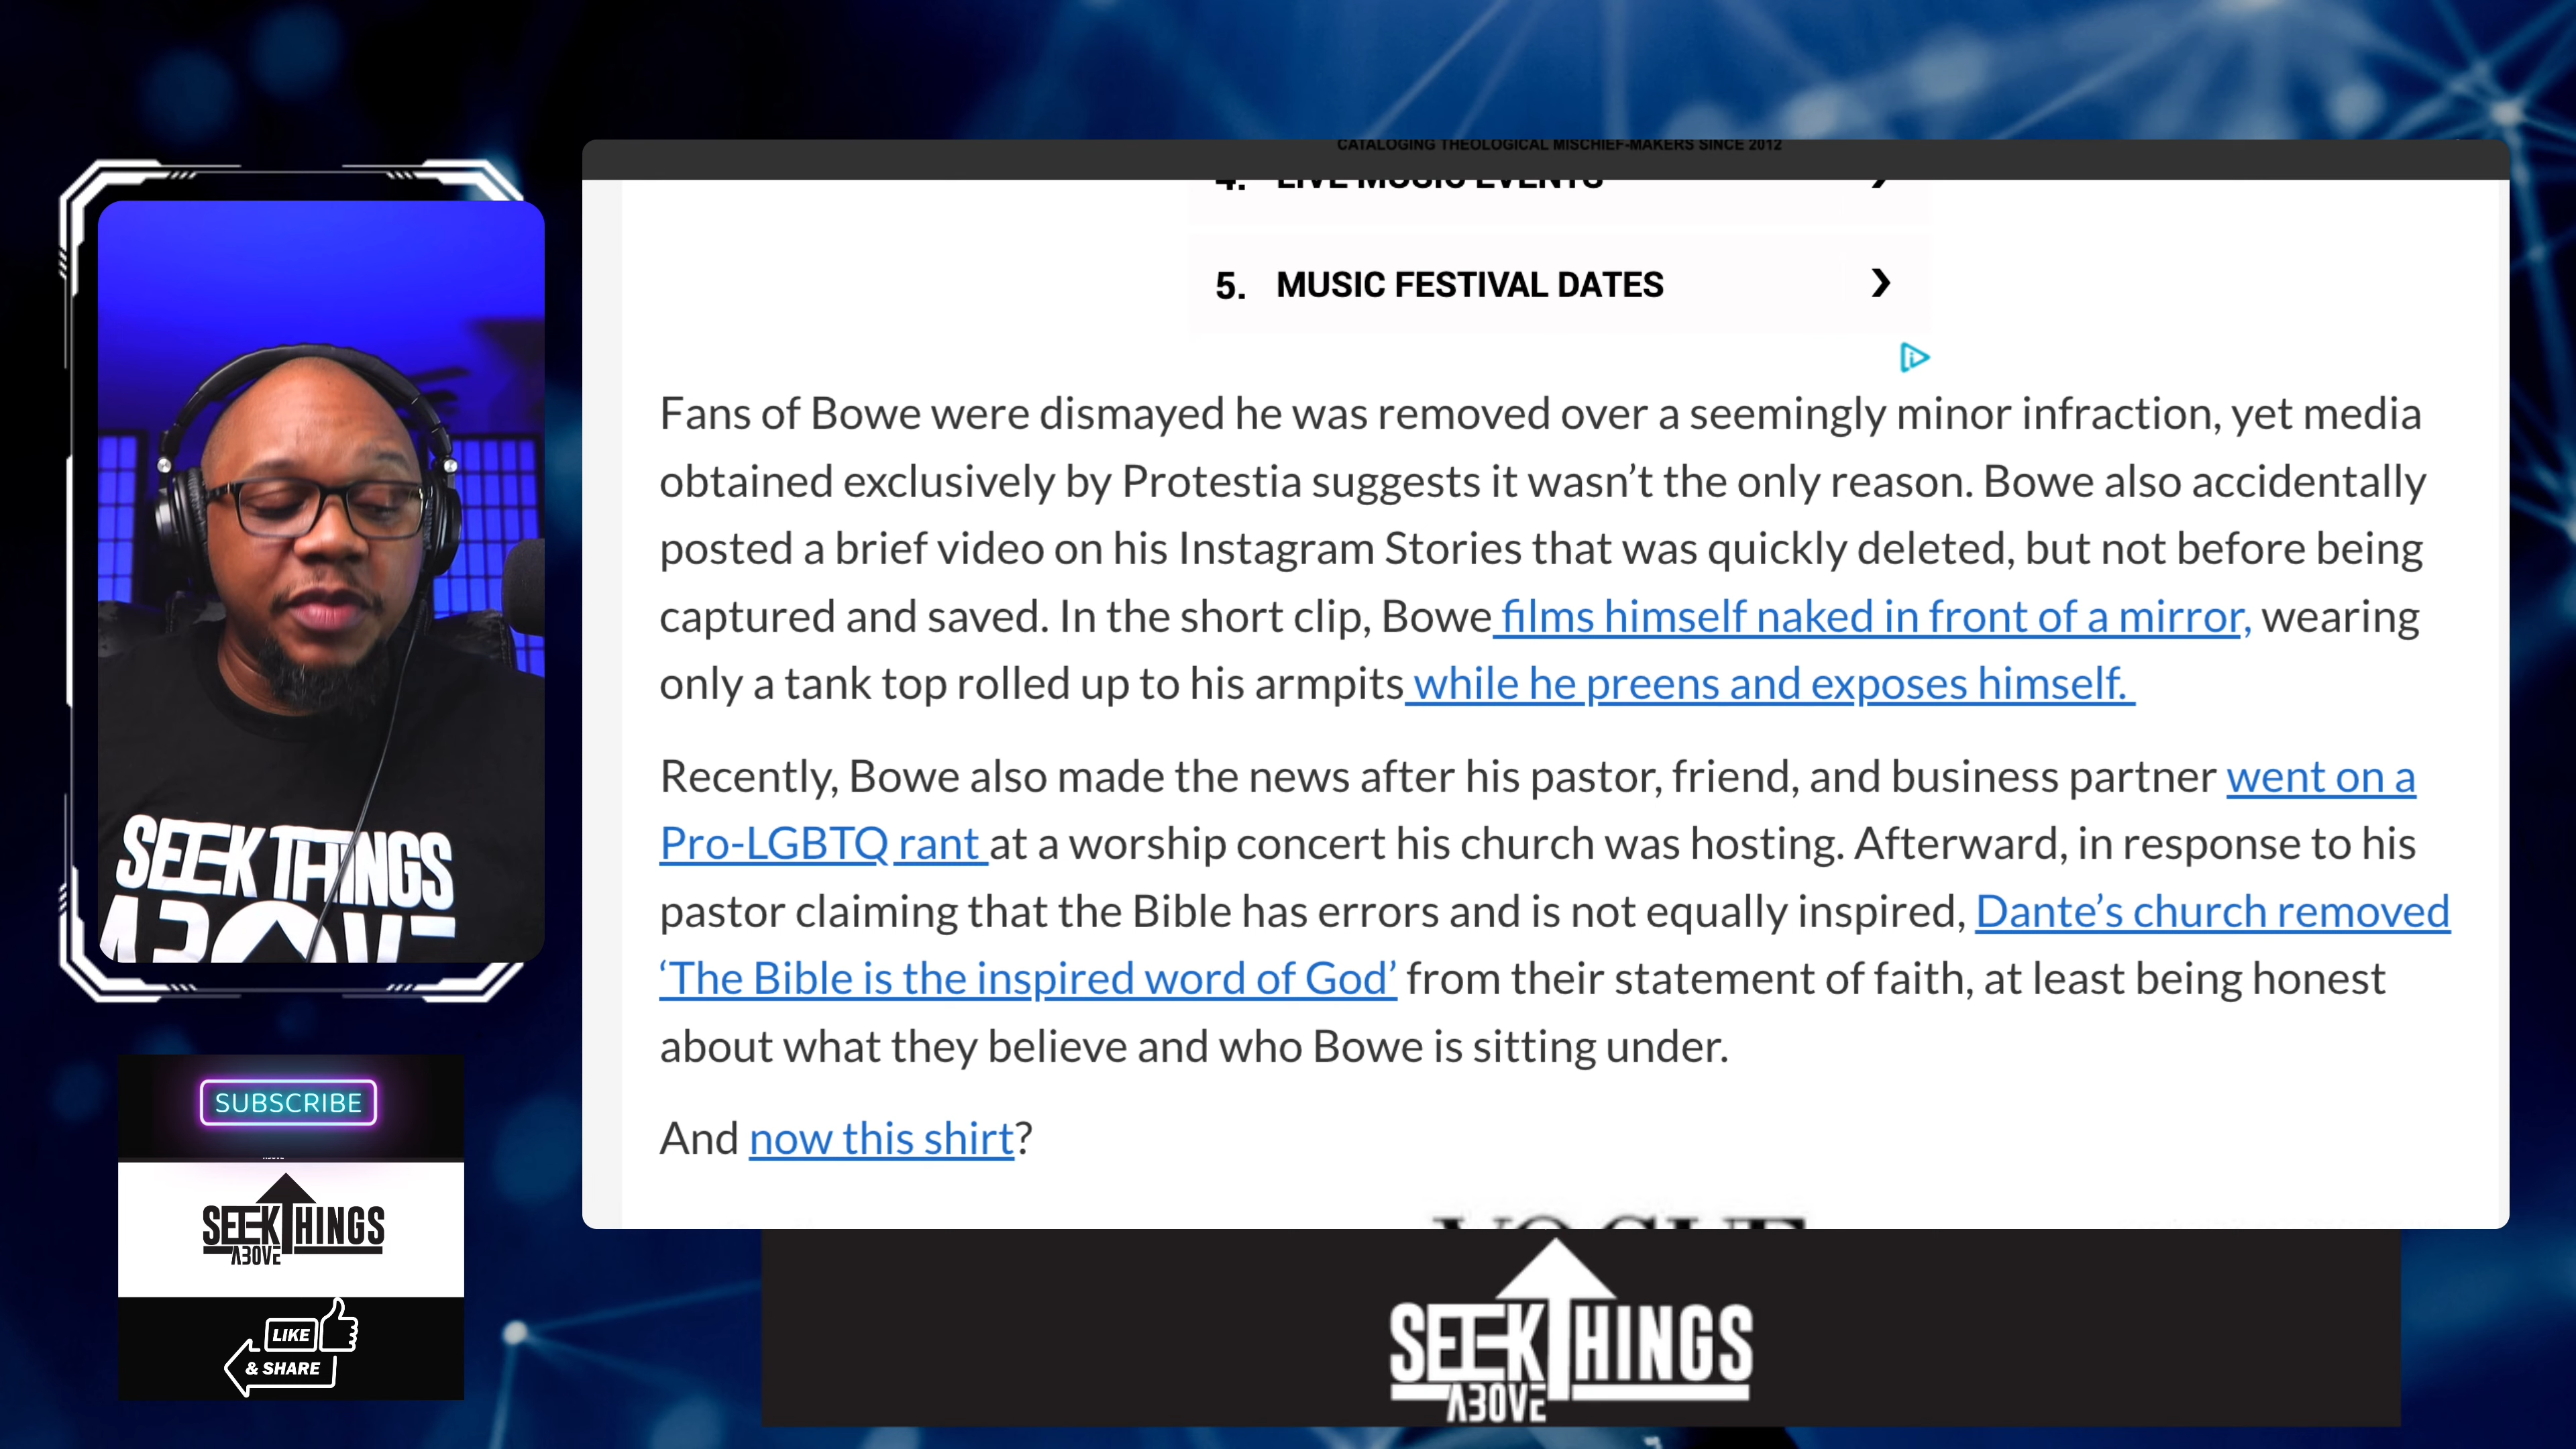 CATALOGING THEOLOGICAL MISCHIEF-MAKERS SINCE 2012
4. LIVE MUSIC EVENTS
5. MUSIC FESTIVAL DATES
Fans of Bowe were dismayed he was removed over a seemingly minor infraction, yet media
obtained exclusively by Protestia suggests it wasn’t the only reason. Bowe also accidentally
posted a brief video on his Instagram Stories that was quickly deleted, but not before being
captured and saved. In the short clip, Bowe films himself naked in front of a mirror, wearing
only a tank top rolled up to his armpits while he preens and exposes himself.
Recently, Bowe also made the news after his pastor, friend, and business partner went on a
Pro-LGBTQ rant at a worship concert his church was hosting. Afterward, in response to his
pastor claiming that the Bible has errors and is not equally inspired, Dante’s church removed
‘The Bible is the inspired word of God’ from their statement of faith, at least being honest
about what they believe and who Bowe is sitting under.
And now this shirt?
VOGUE
SEEK THINGS
ABOVE
SUBSCRIBE
SEEK THINGS
ABOVE
LIKE
& SHARE
SEEK THINGS
ABOVE